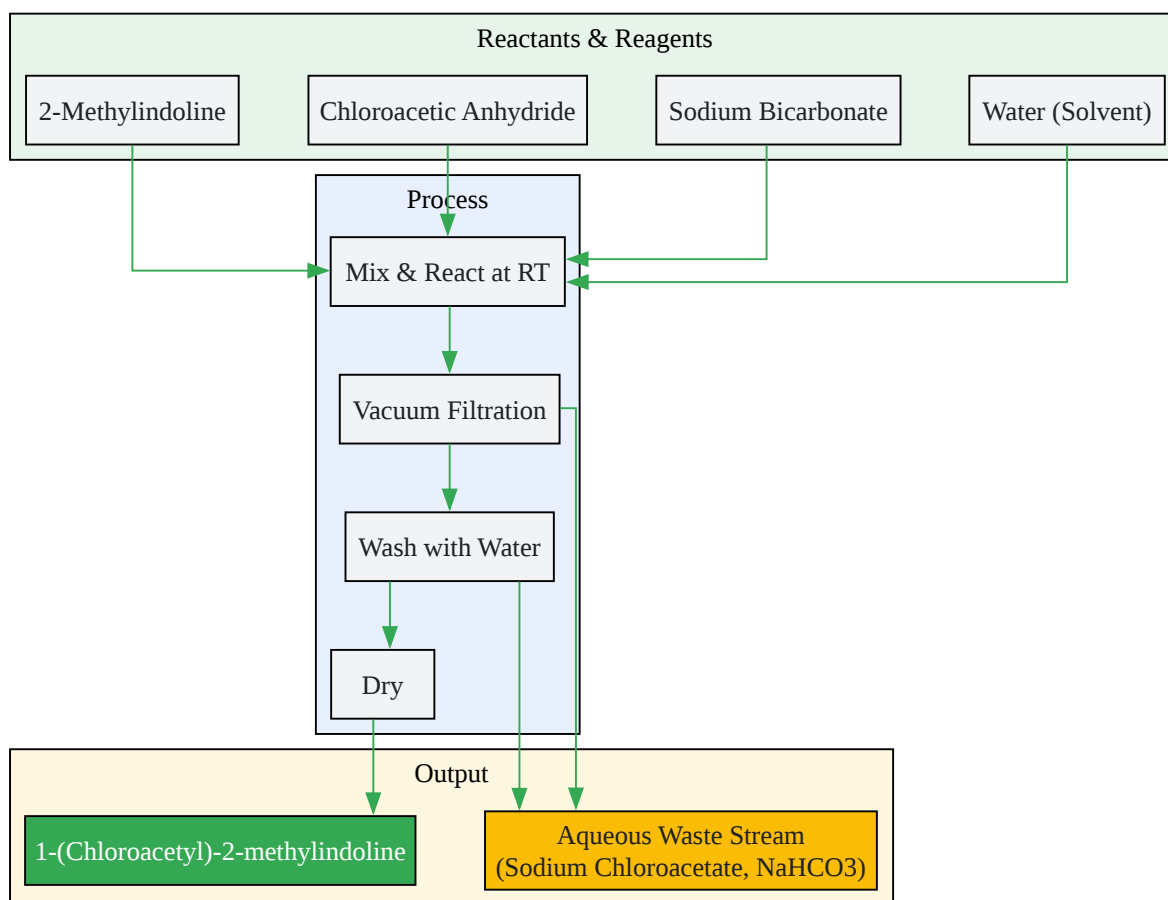 Reactants & Reagents
2-Methylindoline
Chloroacetic Anhydride
Sodium Bicarbonate
Water (Solvent)
Process
Mix & React at RT
Vacuum Filtration
Wash with Water
Dry
Output
1-(Chloroacetyl)-2-methylindoline
Aqueous Waste Stream
(Sodium Chloroacetate, NaHCO3)